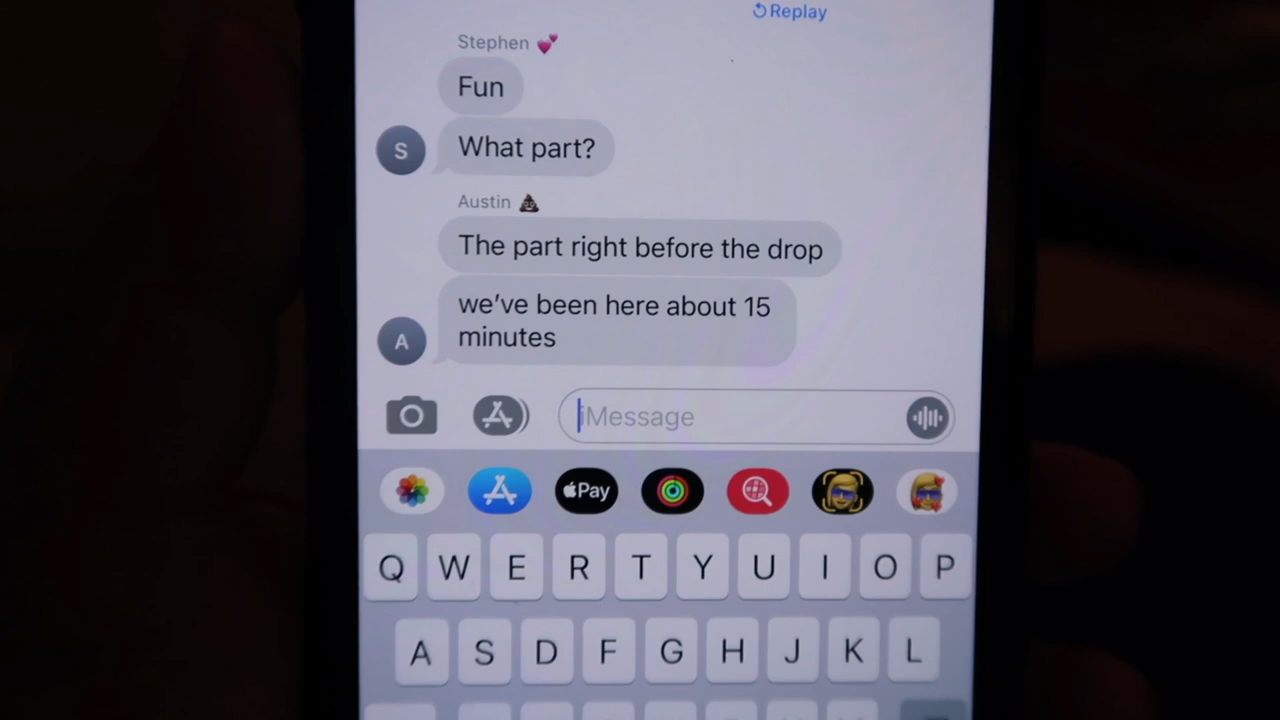 Replay
Stephen 💕
Fun
S
What part?
Austin 💩
The part right before the drop
we've been here about 15
minutes
A
iMessage
Pay
Q W E R T Y U I O P
A S D F G H J K L